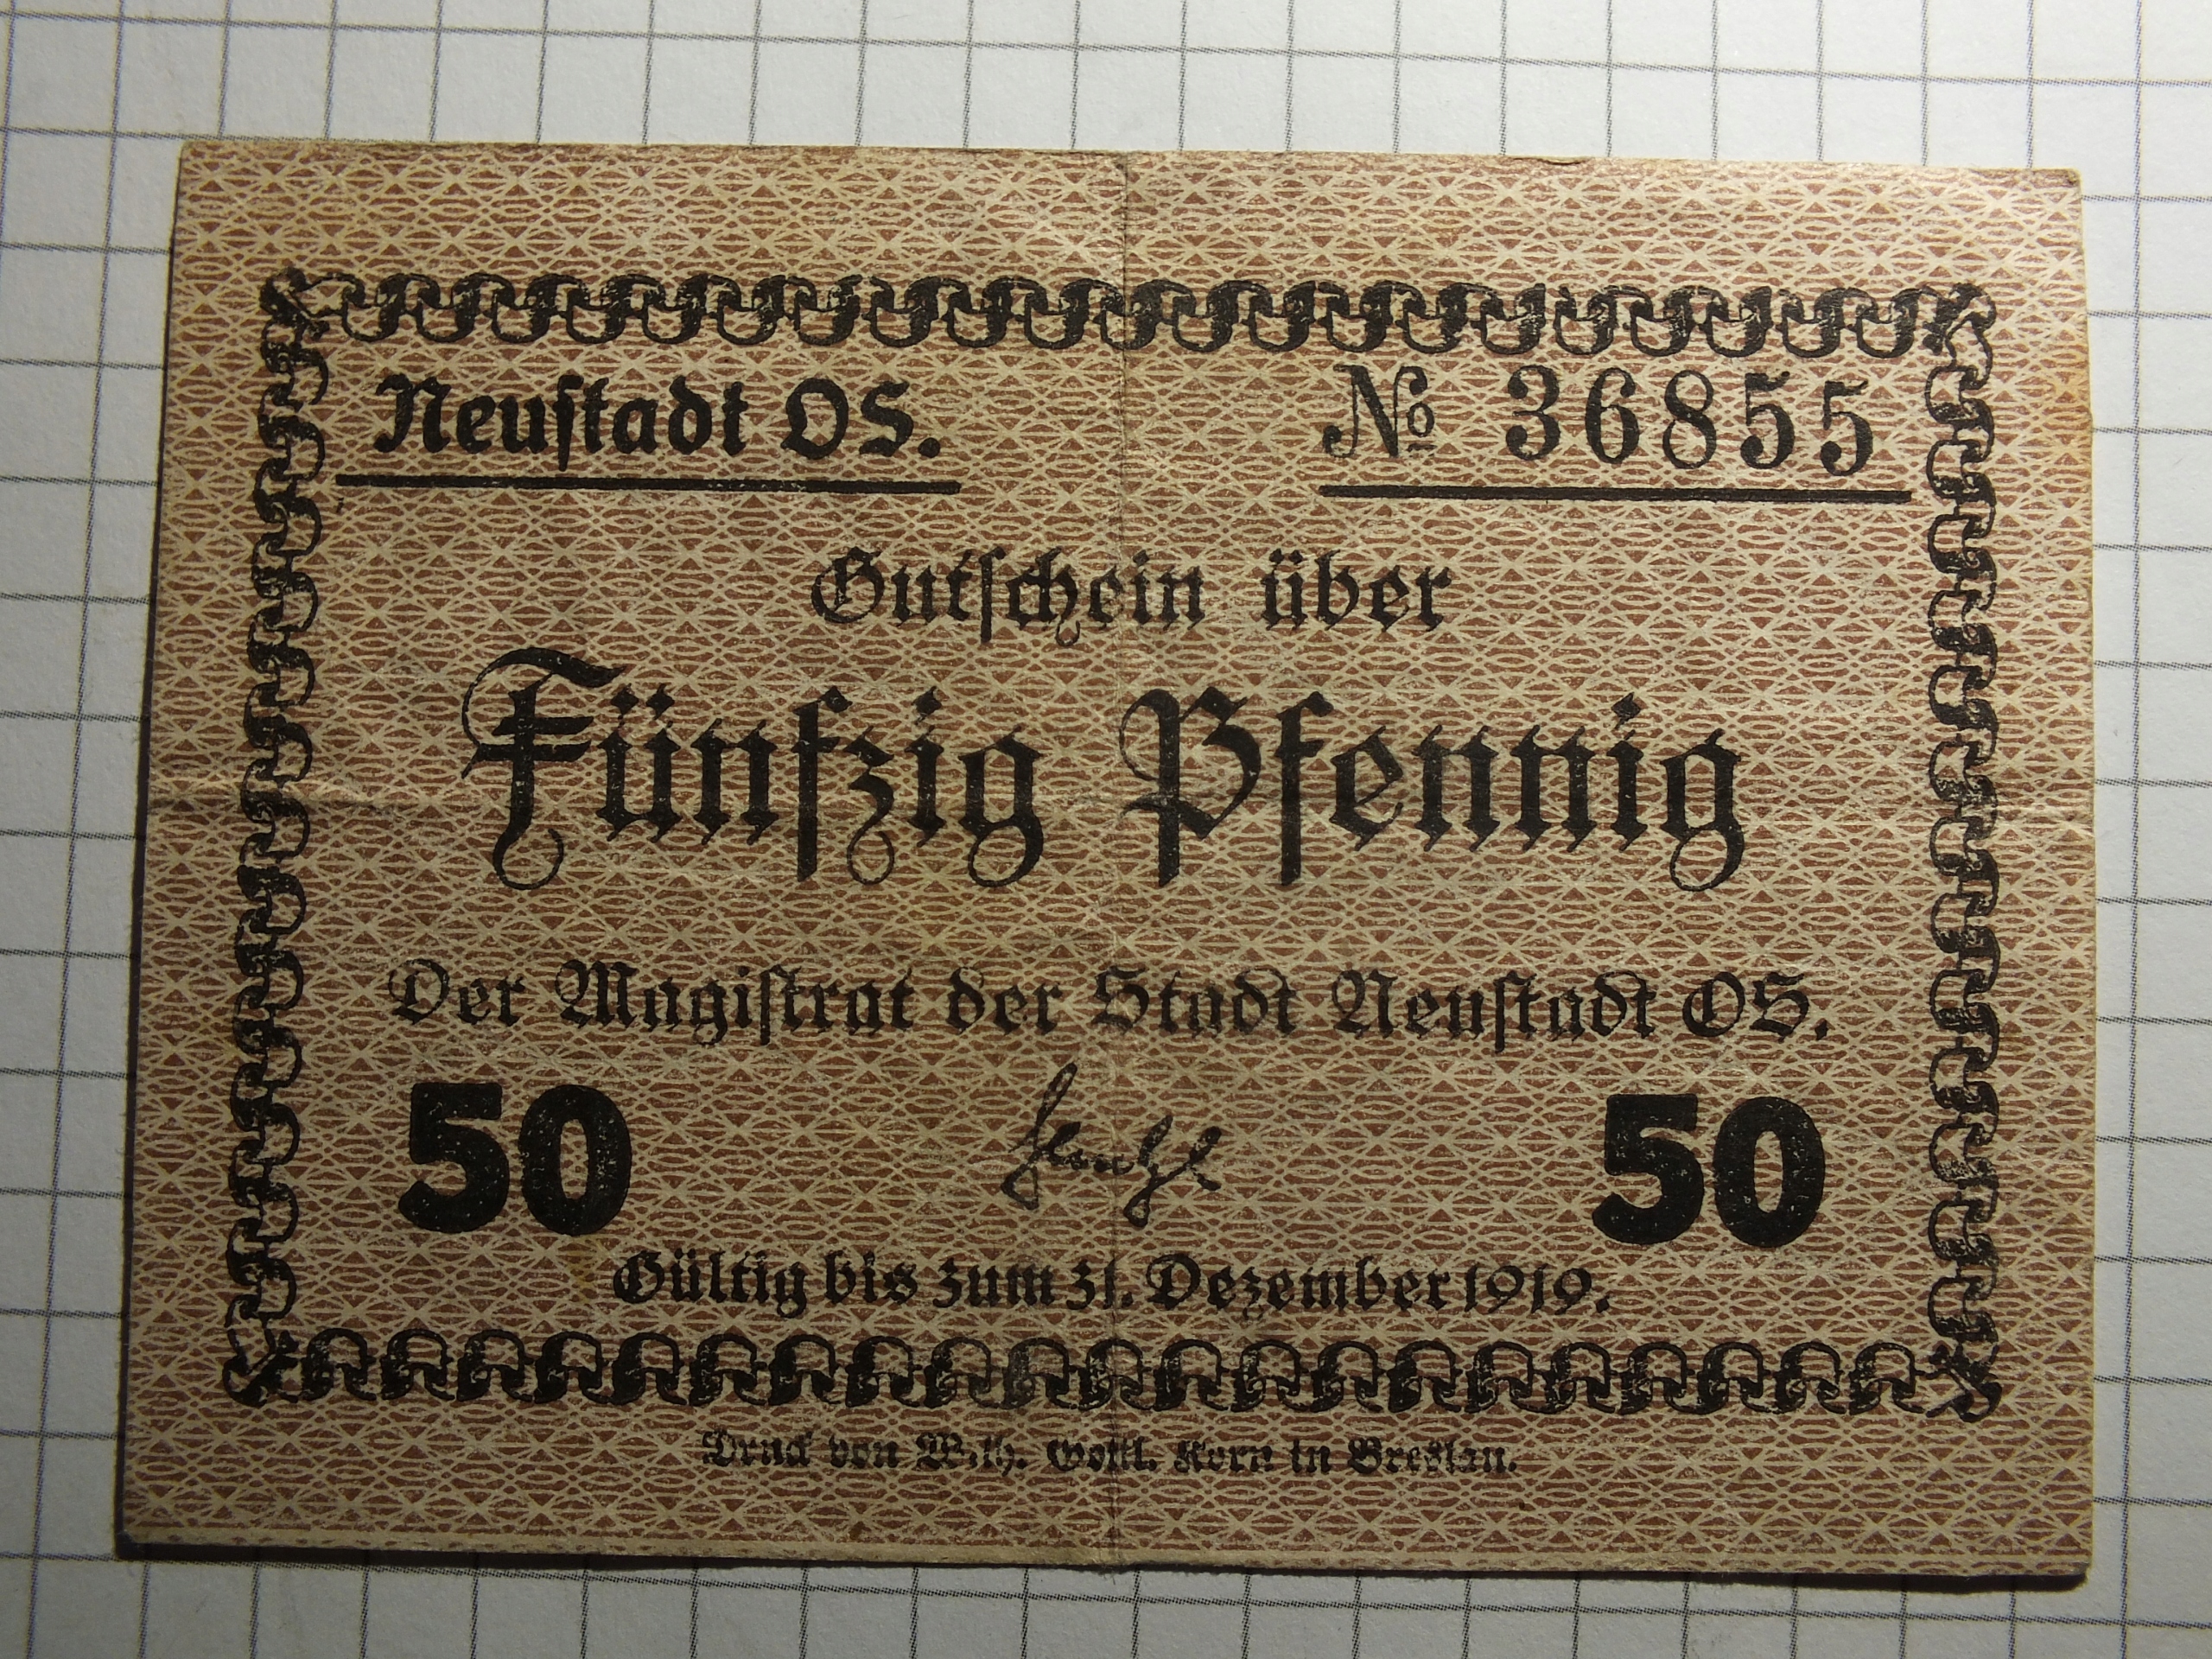 Neuſtadt OS.
№ 36855
Gutſchein über
Fünfzig Pfennig
Der Magiſtrat der Stadt Neuſtadt OS.
50
50
Gültig bis zum 31. Dezember 1919.
Druck von Wilh. Gottl. Korn in Breslau.